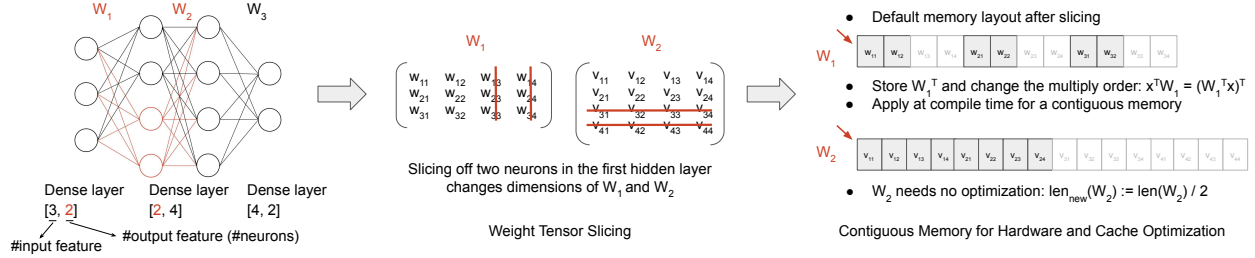 W1 W2 W3
Dense layer Dense layer Dense layer
[3, 2] [2, 4] [4, 2]
#output feature (#neurons)
#input feature
W1 W2
w11 w12 w13 w14
w21 w22 w23 w24
w31 w32 w33 w34
v11 v12 v13 v14
v21 v22 v23 v24
v31 v32 v33 v34
v41 v42 v43 v44
Slicing off two neurons in the first hidden layer
changes dimensions of W1 and W2
Weight Tensor Slicing
● Default memory layout after slicing
W1 w11 w12 w13 w14 w21 w22 w23 w24 w31 w32 w33 w34
● Store W1^T and change the multiply order: x^TW1 = (W1^Tx)^T
● Apply at compile time for a contiguous memory
W2 v11 v12 v13 v14 v21 v22 v23 v24 v31 v32 v33 v34 v41 v42 v43 v44
● W2 needs no optimization: lennew(W2) := len(W2) / 2
Contiguous Memory for Hardware and Cache Optimization